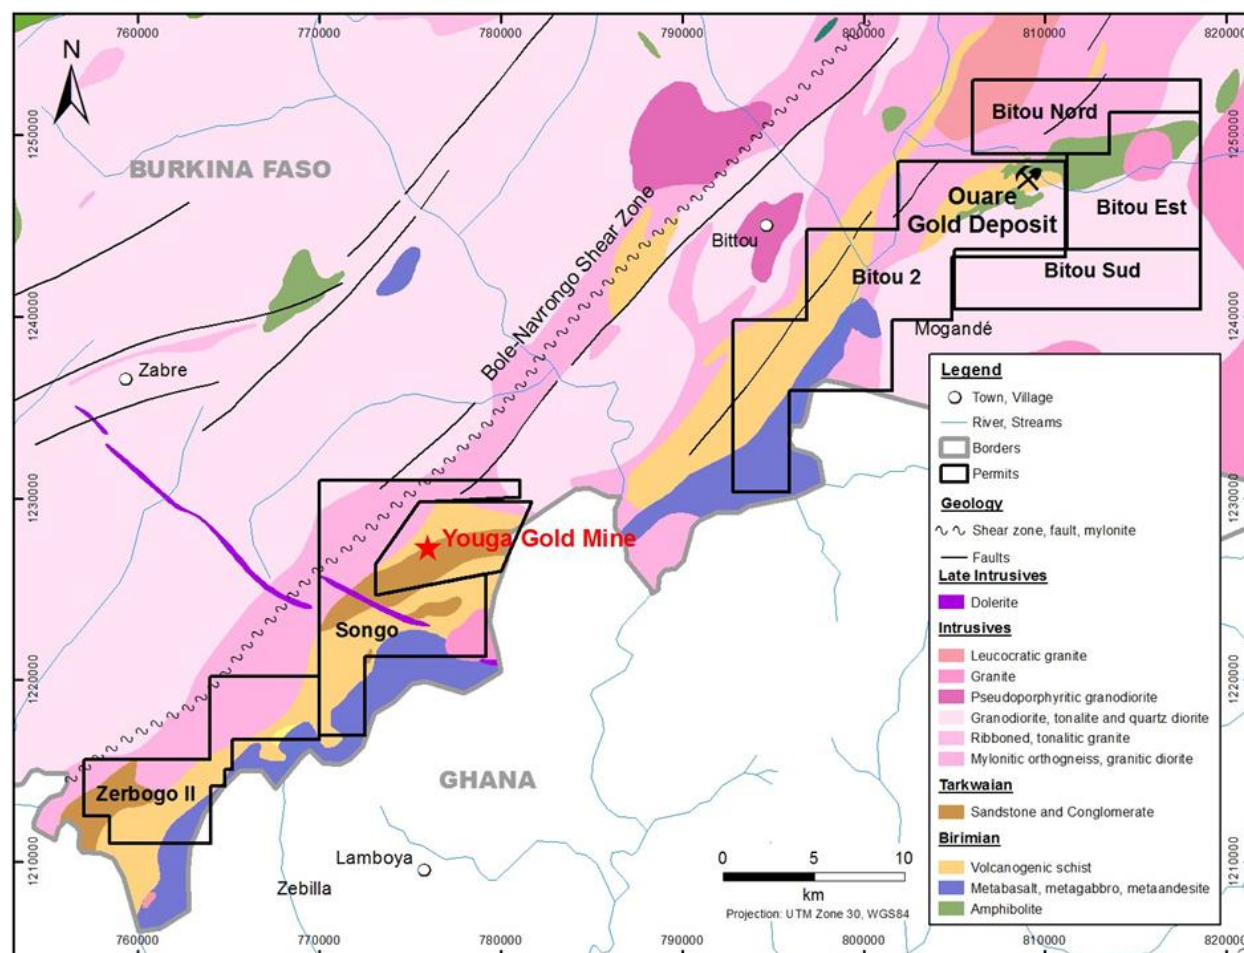 760000
770000
780000
790000
800000
810000
820000
N
1250000
1250000
BURKINA FASO
Bitou Nord
Ouare
Gold Deposit
Bitou Est
Bittou
Bole-Navrongo Shear Zone
Bitou 2
Bitou Sud
1240000
1240000
Mogandé
Zabre
1230000
1230000
Youga Gold Mine
Songo
1220000
1220000
GHANA
Zerbogo II
1210000
1210000
Lamboya
Zebilla
0 5 10
km
Projection: UTM Zone 30, WGS84
Legend
Town, Village
River, Streams
Borders
Permits
Geology
Shear zone, fault, mylonite
Faults
Late Intrusives
Dolerite
Intrusives
Leucocratic granite
Granite
Pseudoporphyritic granodiorite
Granodiorite, tonalite and quartz diorite
Ribboned, tonalitic granite
Mylonitic orthogneiss, granitic diorite
Tarkwaian
Sandstone and Conglomerate
Birimian
Volcanogenic schist
Metabasalt, metagabbro, metaandesite
Amphibolite
760000
770000
780000
790000
800000
810000
820000